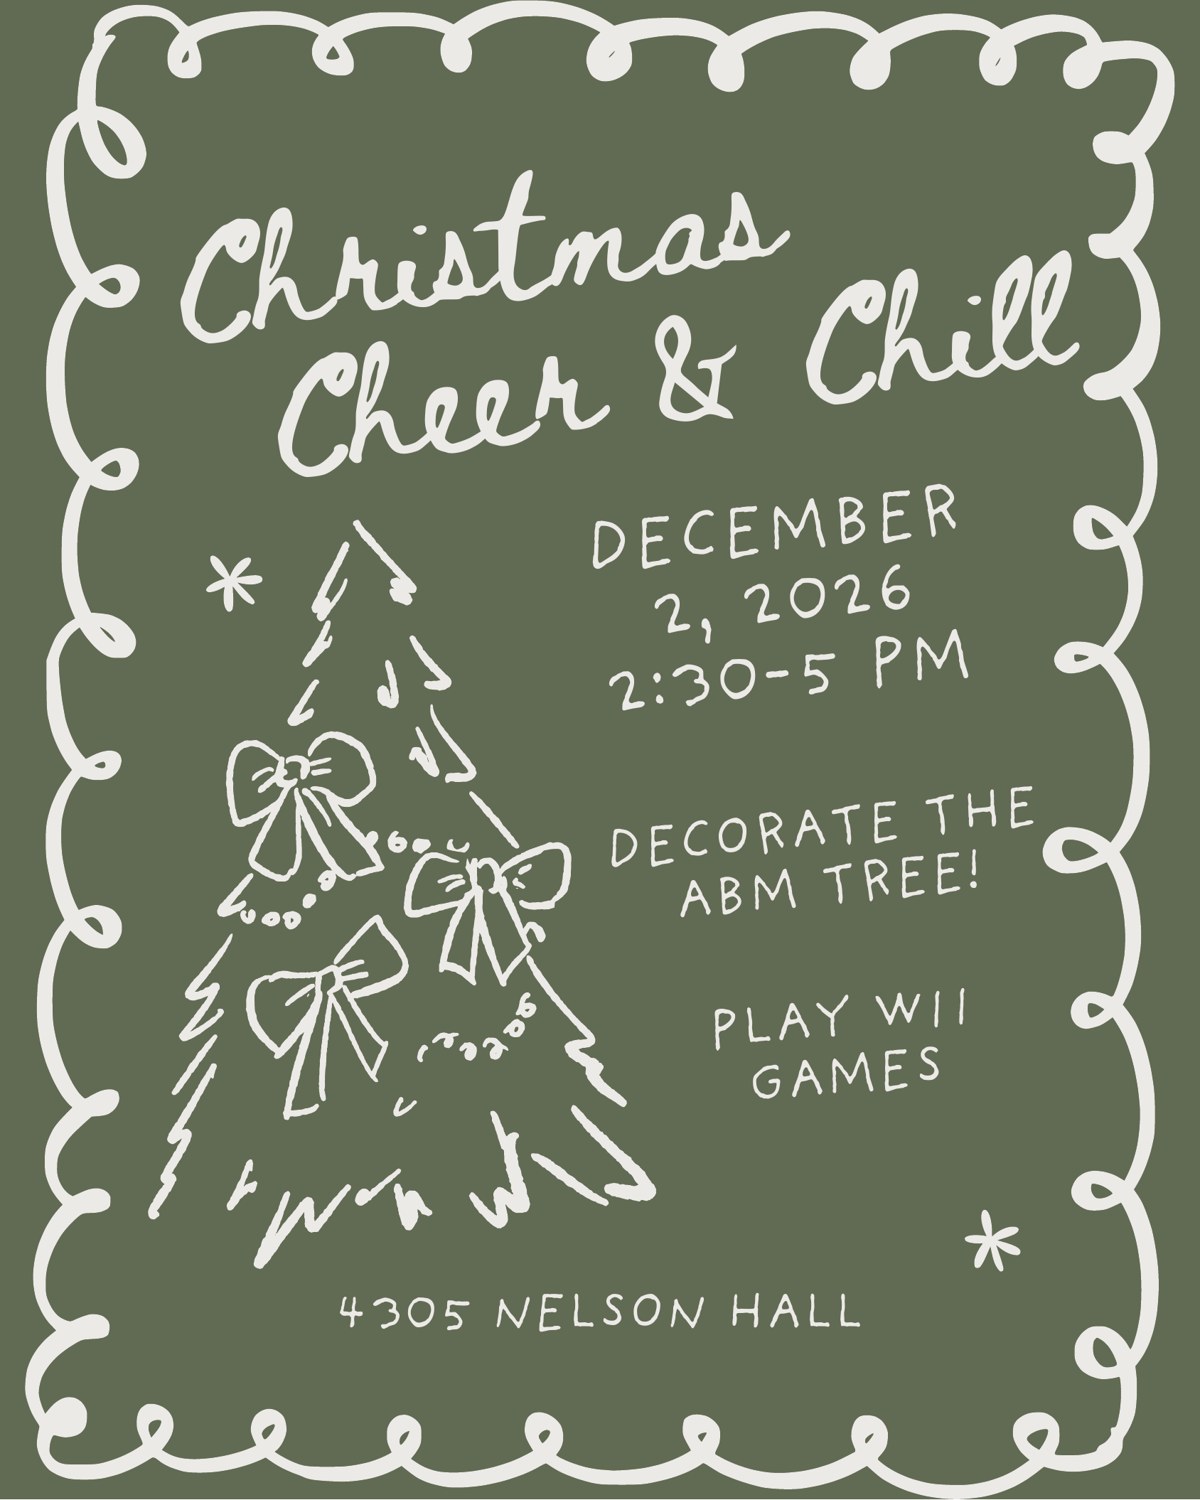 Christmas
Cheer & Chill
DECEMBER
2, 2026
2:30-5 PM
DECORATE THE
ABM TREE!
PLAY WII
GAMES
4305 NELSON HALL